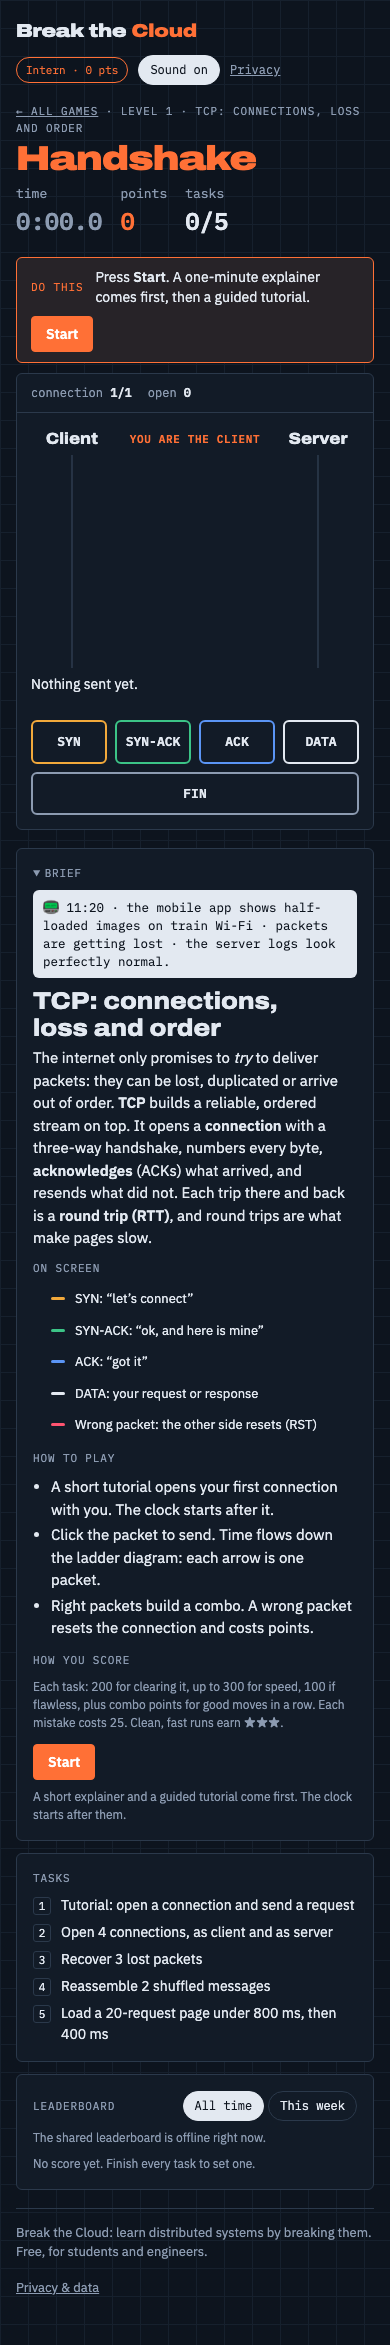 Break the Cloud
Intern · 0 pts
Sound on
Privacy
← ALL GAMES · LEVEL 1 · TCP: CONNECTIONS, LOSS
AND ORDER
Handshake
time points tasks
0:00.0 0 0/5
DO THIS
Press Start. A one-minute explainer
comes first, then a guided tutorial.
Start
connection 1/1 open 0
Client YOU ARE THE CLIENT Server
Nothing sent yet.
SYN SYN-ACK ACK DATA
FIN
▼ BRIEF
11:20 · the mobile app shows half-
loaded images on train Wi-Fi · packets
are getting lost · the server logs look
perfectly normal.
TCP: connections,
loss and order
The internet only promises to try to deliver
packets: they can be lost, duplicated or arrive
out of order. TCP builds a reliable, ordered
stream on top. It opens a connection with a
three-way handshake, numbers every byte,
acknowledges (ACKs) what arrived, and
resends what did not. Each trip there and back
is a round trip (RTT), and round trips are what
make pages slow.
ON SCREEN
SYN: “let’s connect”
SYN-ACK: “ok, and here is mine”
ACK: “got it”
DATA: your request or response
Wrong packet: the other side resets (RST)
HOW TO PLAY
• A short tutorial opens your first connection
with you. The clock starts after it.
• Click the packet to send. Time flows down
the ladder diagram: each arrow is one
packet.
• Right packets build a combo. A wrong packet
resets the connection and costs points.
HOW YOU SCORE
Each task: 200 for clearing it, up to 300 for speed, 100 if
flawless, plus combo points for good moves in a row. Each
mistake costs 25. Clean, fast runs earn ★★★.
Start
A short explainer and a guided tutorial come first. The clock
starts after them.
TASKS
1 Tutorial: open a connection and send a request
2 Open 4 connections, as client and as server
3 Recover 3 lost packets
4 Reassemble 2 shuffled messages
5 Load a 20-request page under 800 ms, then
400 ms
LEADERBOARD
All time
This week
The shared leaderboard is offline right now.
No score yet. Finish every task to set one.
Break the Cloud: learn distributed systems by breaking them.
Free, for students and engineers.
Privacy & data